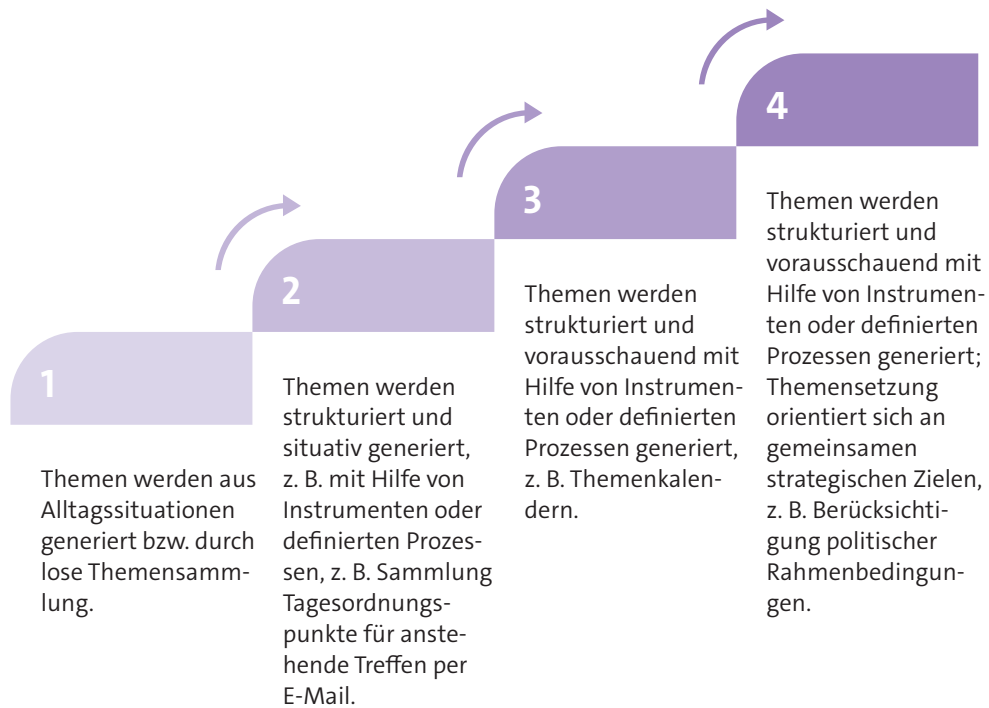 1
Themen werden aus
Alltagssituationen
generiert bzw. durch
lose Themensamm-
lung.
2
Themen werden
strukturiert und
situativ generiert,
z. B. mit Hilfe von
Instrumenten oder
definierten Prozes-
sen, z. B. Sammlung
Tagesordnungs-
punkte für anste-
hende Treffen per
E-Mail.
3
Themen werden
strukturiert und
vorausschauend mit
Hilfe von Instrumen-
ten oder definierten
Prozessen generiert,
z. B. Themenkalen-
dern.
4
Themen werden
strukturiert und
vorausschauend mit
Hilfe von Instrumen-
ten oder definierten
Prozessen generiert;
Themensetzung
orientiert sich an
gemeinsamen
strategischen Zielen,
z. B. Berücksichti-
gung politischer
Rahmenbedingun-
gen.